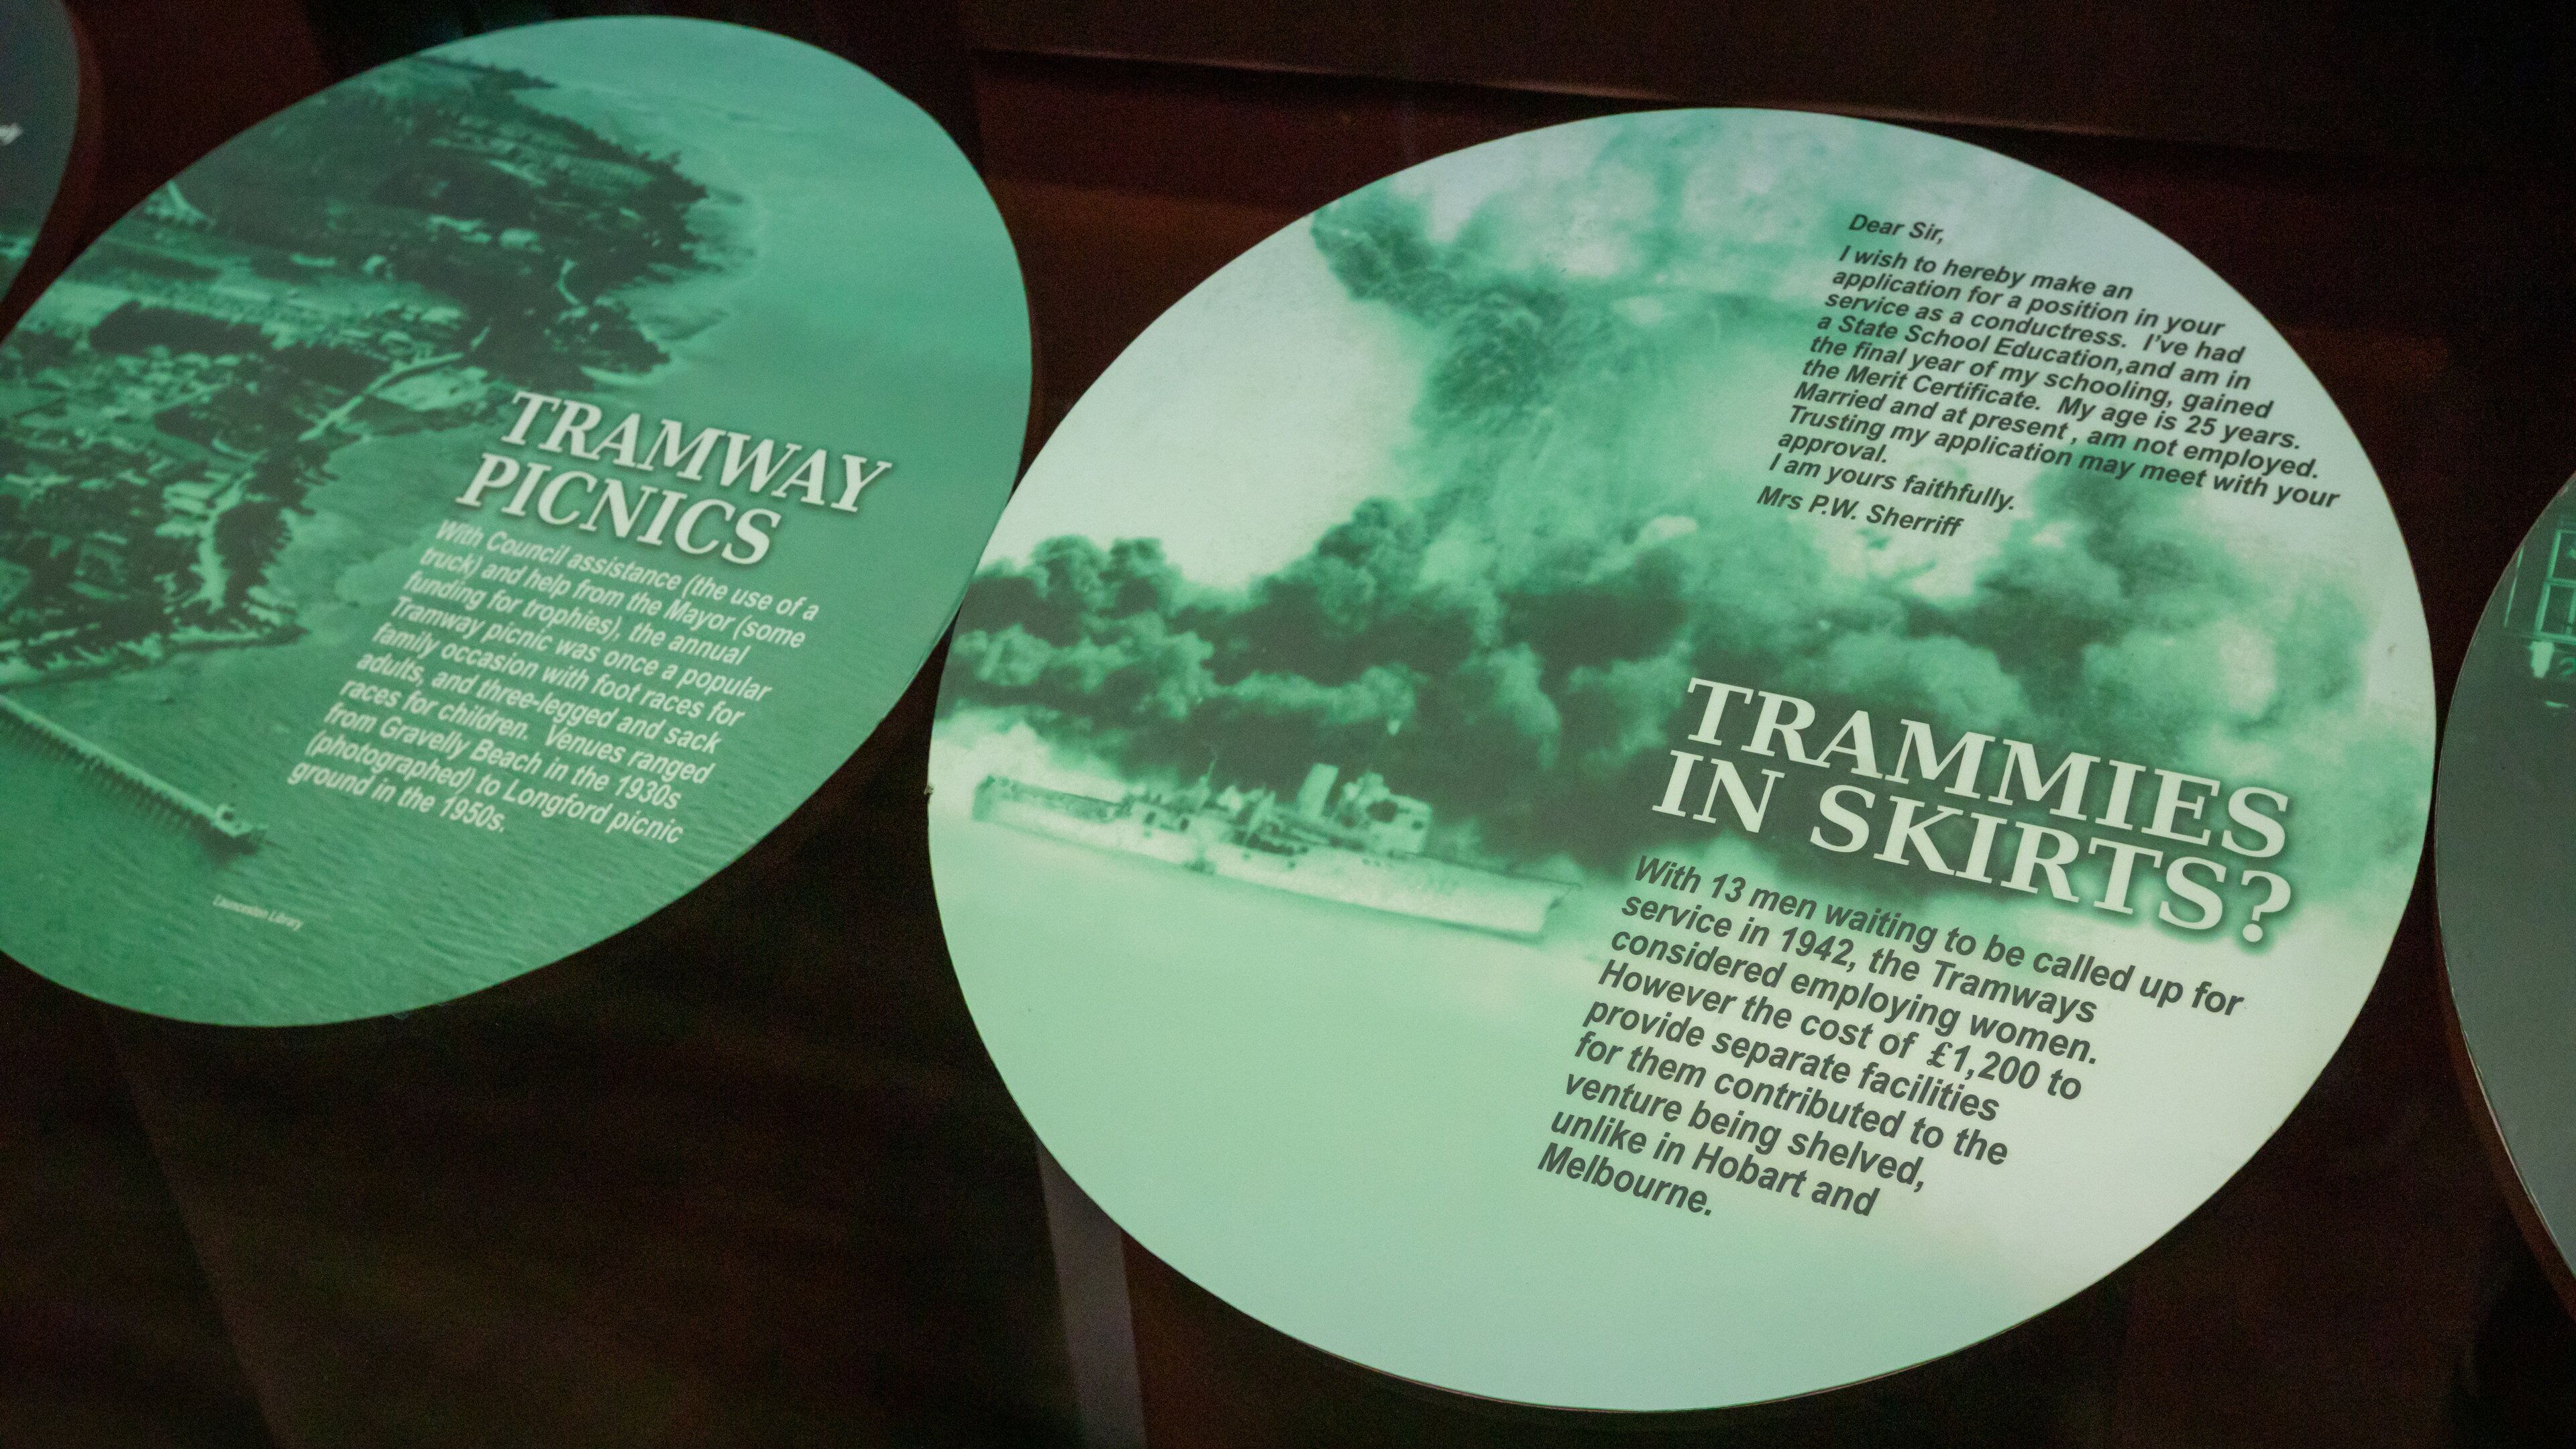 TRAMWAY
PICNICS
With Council assistance (the use of a
truck) and help from the Mayor (some
funding for trophies), the annual
Tramway picnic was once a popular
family occasion with foot races for
adults, and three-legged and sack
races for children. Venues ranged
from Gravelly Beach in the 1930s
(photographed) to Longford picnic
ground in the 1950s.
Launceston Library
Dear Sir,
I wish to hereby make an
application for a position in your
service as a conductress. I've had
a State School Education,and am in
the final year of my schooling, gained
the Merit Certificate. My age is 25 years.
Married and at present , am not employed.
Trusting my application may meet with your
approval.
I am yours faithfully.
Mrs P.W. Sherriff
TRAMMIES
IN SKIRTS?
With 13 men waiting to be called up for
service in 1942, the Tramways
considered employing women.
However the cost of £1,200 to
provide separate facilities
for them contributed to the
venture being shelved,
unlike in Hobart and
Melbourne.